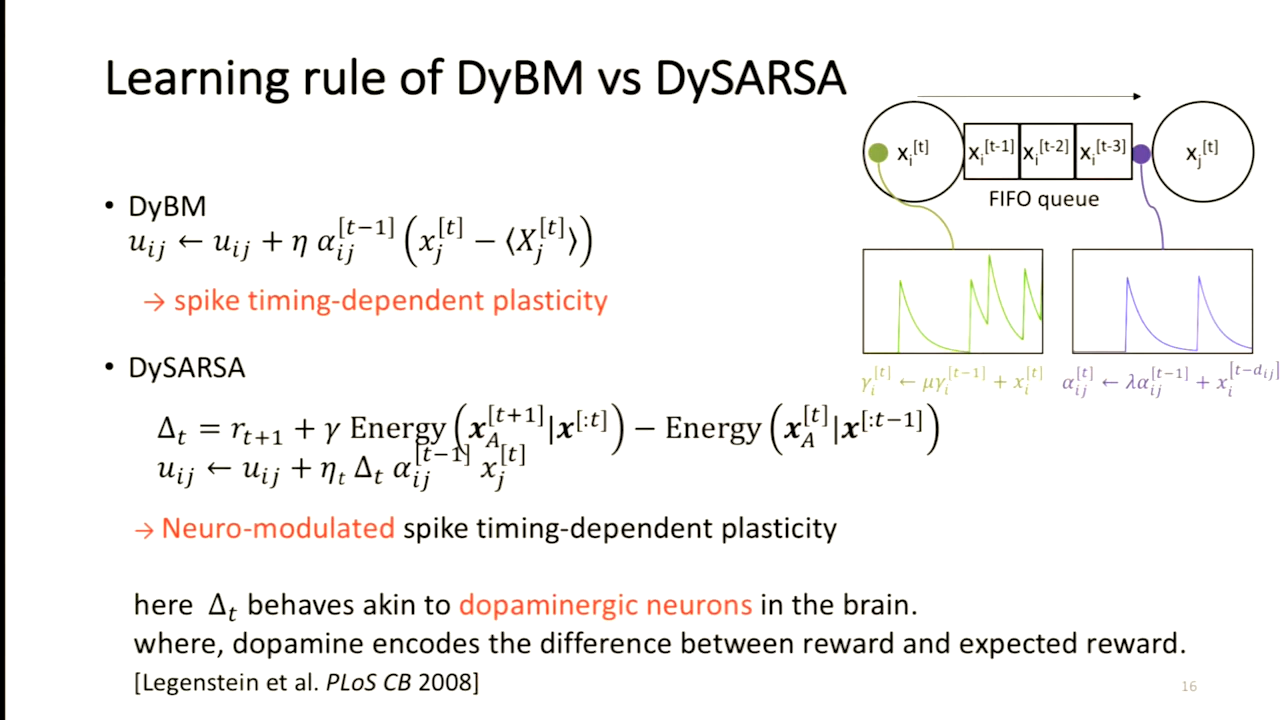 Learning rule of DyBM vs DySARSA
x_i^[t] x_i^[t-1] x_i^[t-2] x_i^[t-3] x_j^[t]
FIFO queue
γ_i^[t] ← μγ_i^[t−1] + x_i^[t]
α_ij^[t] ← λα_ij^[t−1] + x_i^[t−d_ij]
• DyBM
u_ij ← u_ij + η α_ij^[t−1] (x_j^[t] − ⟨X_j^[t]⟩)
→ spike timing-dependent plasticity
• DySARSA
Δ_t = r_{t+1} + γ Energy (x_A^[t+1] | x^[:t]) − Energy (x_A^[t] | x^[:t−1])
u_ij ← u_ij + η_t Δ_t α_ij^[t−1] x_j^[t]
→ Neuro-modulated spike timing-dependent plasticity
here Δ_t behaves akin to dopaminergic neurons in the brain.
where, dopamine encodes the difference between reward and expected reward.
[Legenstein et al. PLoS CB 2008]
16